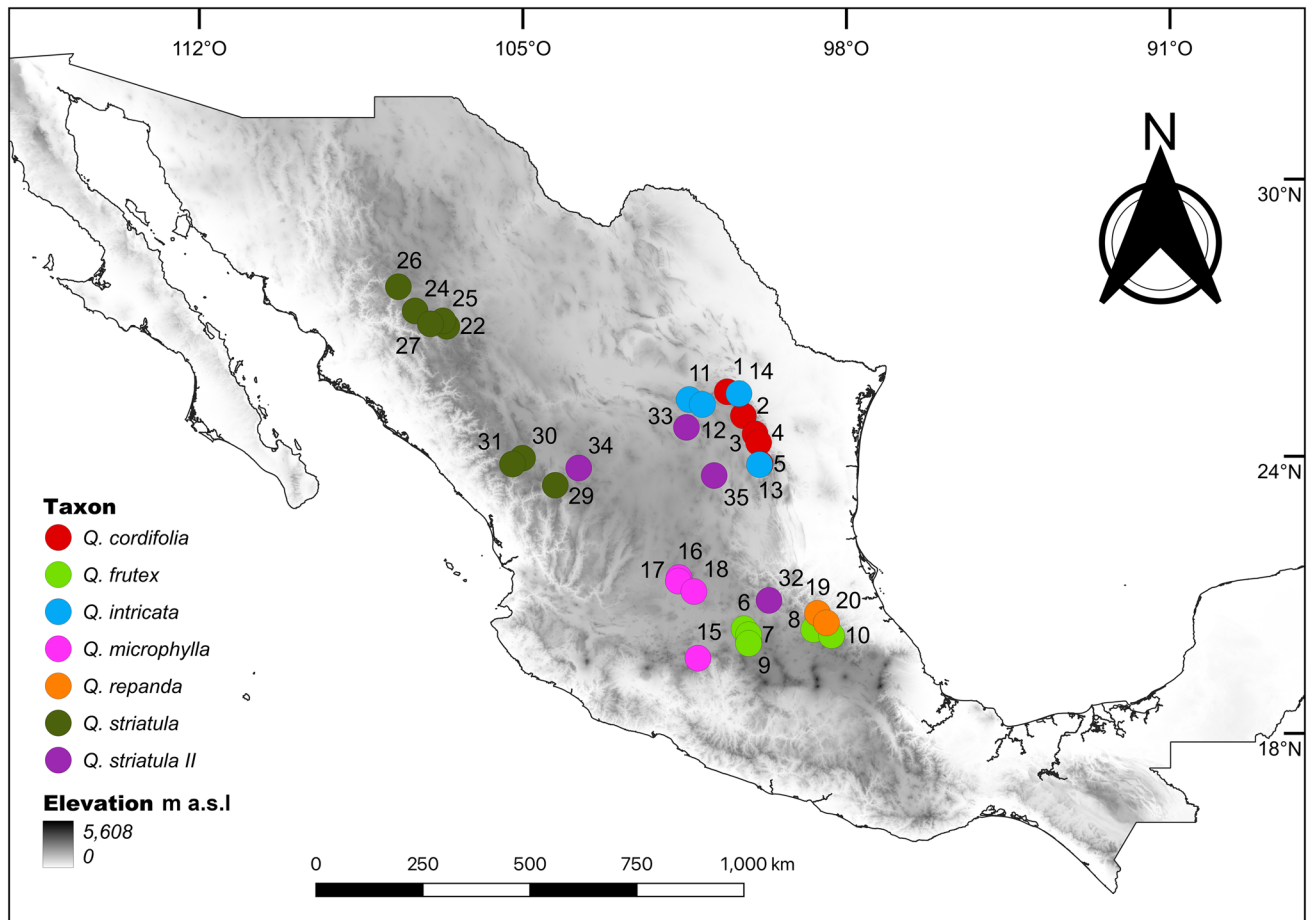 112°O
105°O
98°O
91°O
N
30°N
26
24
25
22
27
1
14
11
2
33
12
4
3
24°N
31
30
34
5
13
35
29
Taxon
Q. cordifolia
Q. frutex
Q. intricata
Q. microphylla
Q. repanda
Q. striatula
Q. striatula II
16
17
18
32
19
20
6
8
7
10
15
9
18°N
Elevation m a.s.l
5,608
0
0
250
500
750
1,000 km